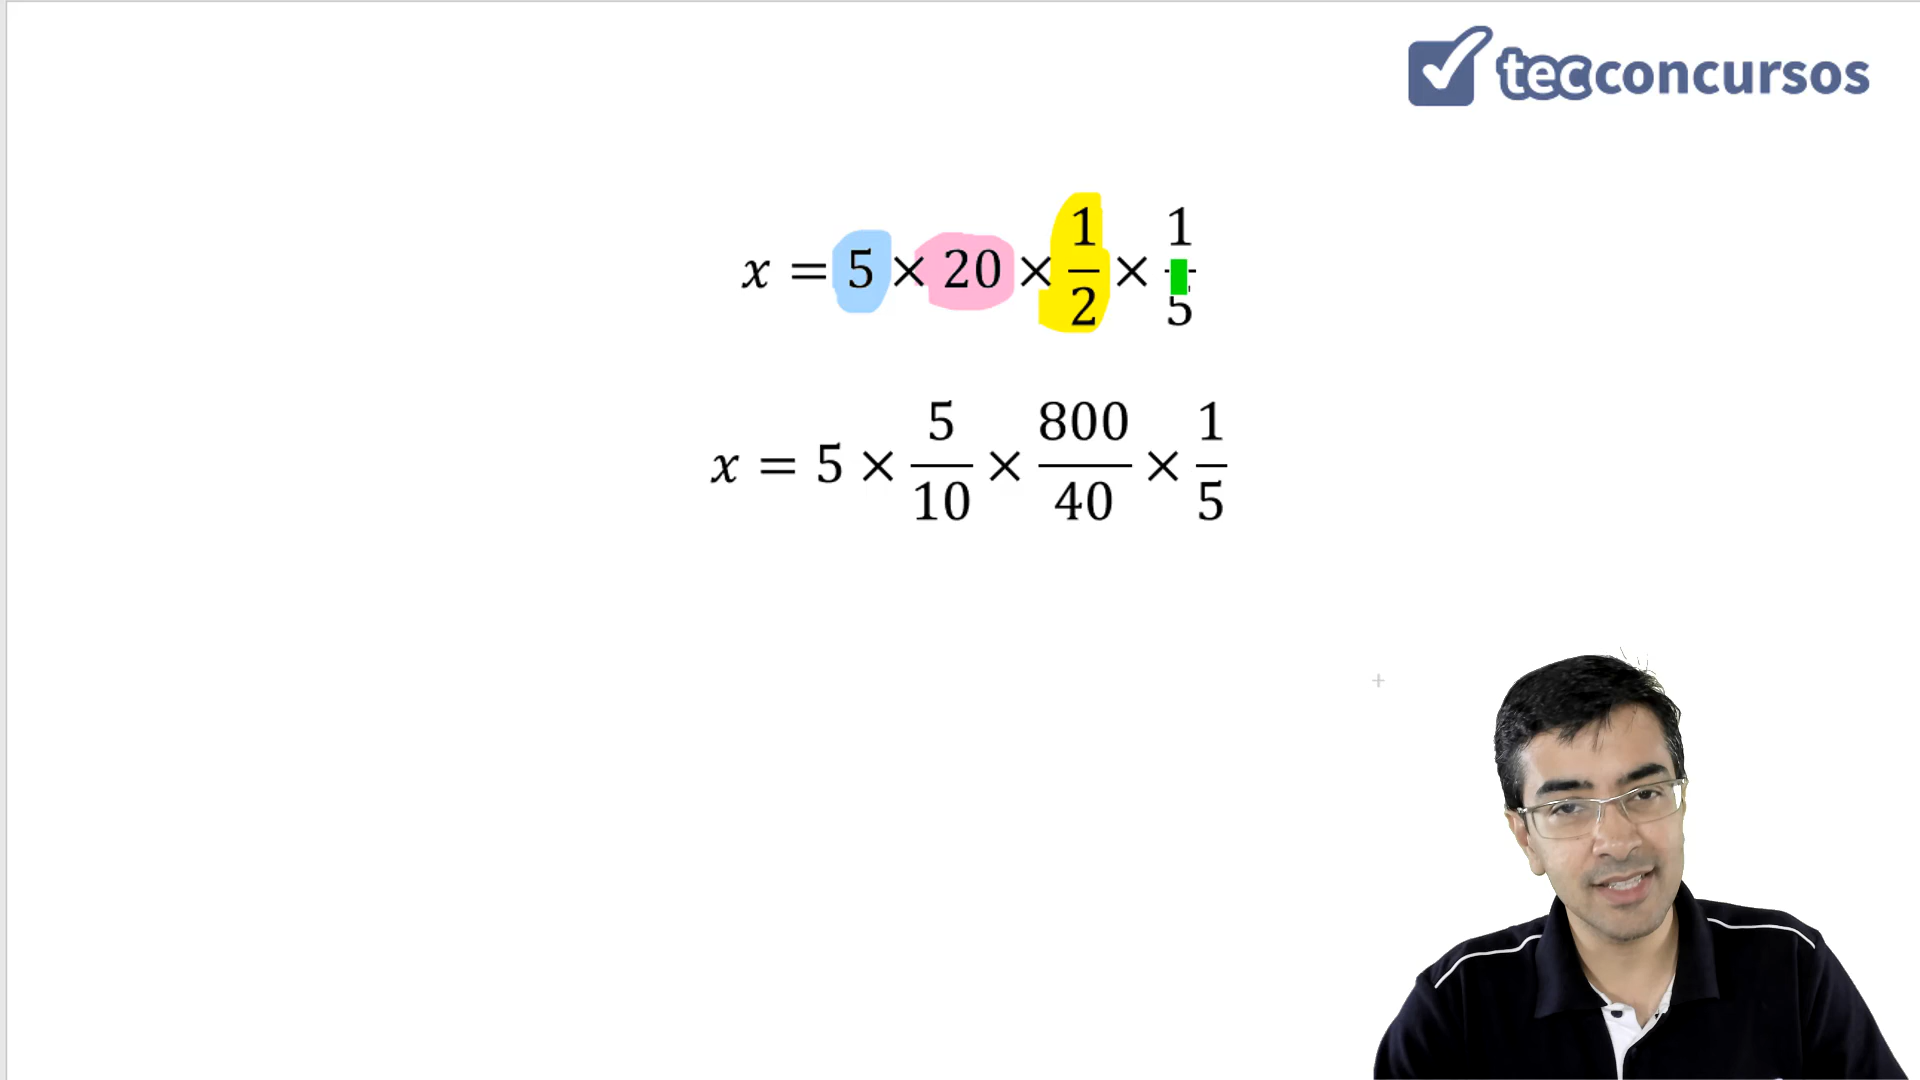 tecconcursos
x = 5 × 20 × 1/2 × 1/5
x = 5 × 5/10 × 800/40 × 1/5